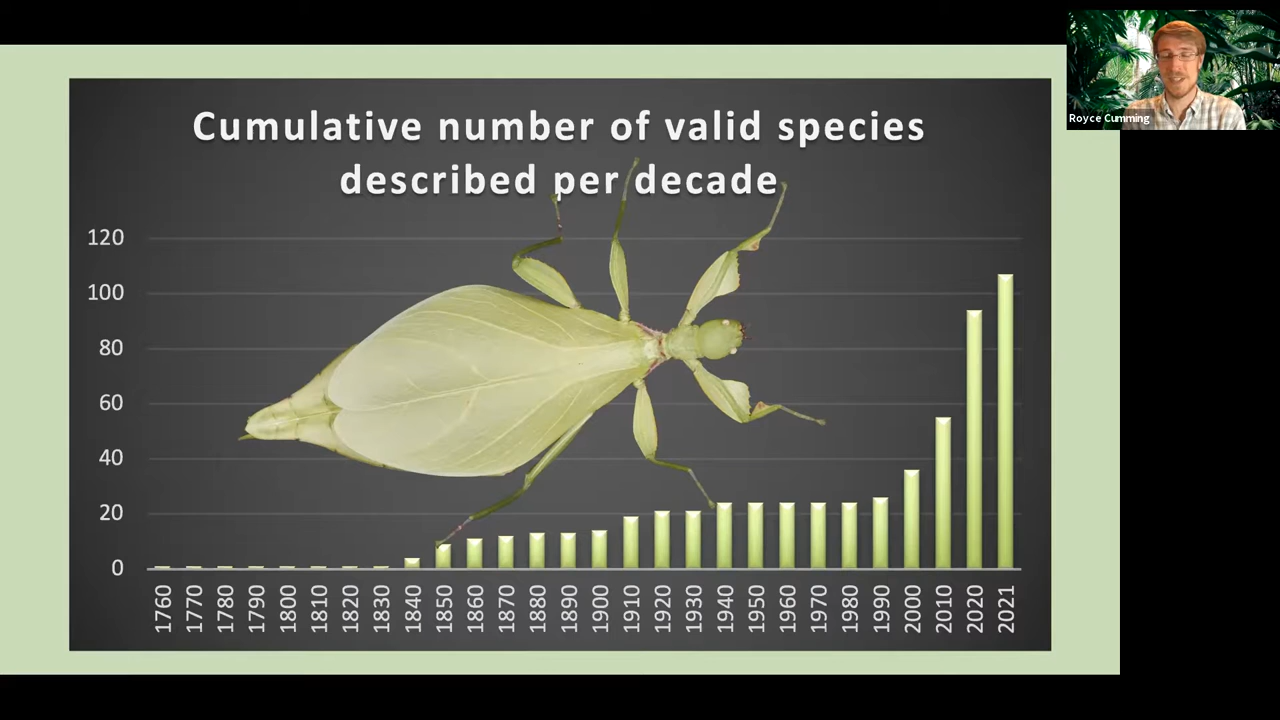 Cumulative number of valid species
described per decade
120
100
80
60
40
20
0
1760 1770 1780 1790 1800 1810 1820 1830 1840 1850 1860 1870 1880 1890 1900 1910 1920 1930 1940 1950 1960 1970 1980 1990 2000 2010 2020 2021
Royce Cumming